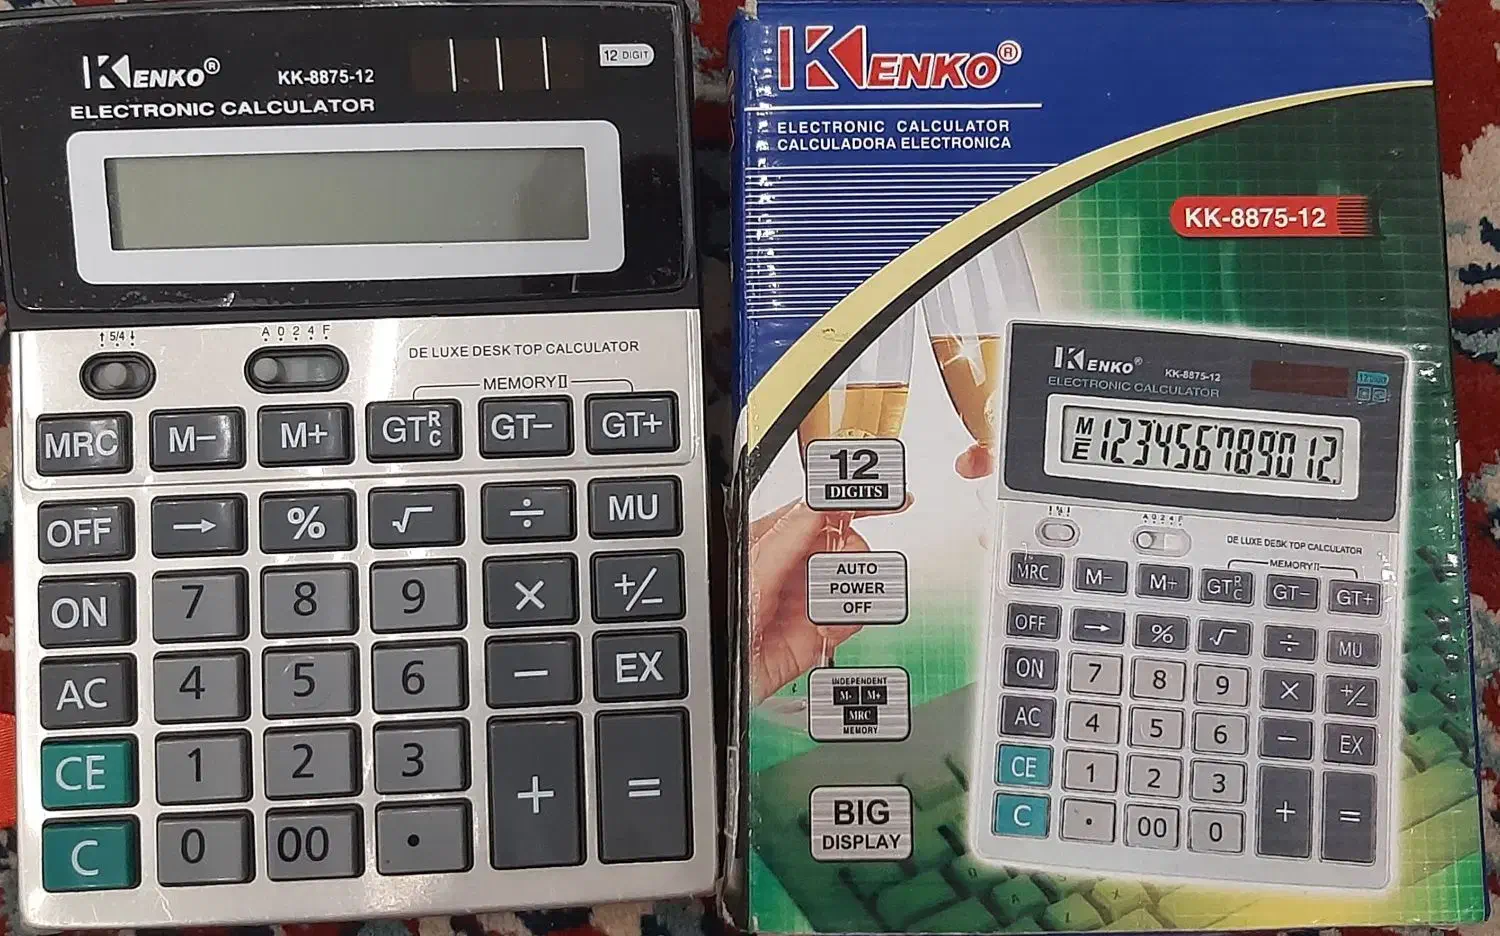 KENKO® KK-8875-12 12 DIGIT
ELECTRONIC CALCULATOR
↑ 5/4 ↓ A 0 2 4 F
DE LUXE DESK TOP CALCULATOR
MEMORY II
MRC M− M+ GT R C GT− GT+
OFF → % √ ÷ MU
ON 7 8 9 × +/−
AC 4 5 6 − EX
CE 1 2 3 + =
C 0 00 •
KENKO®
ELECTRONIC CALCULATOR
CALCULADORA ELECTRONICA
KK-8875-12
12
DIGITS
AUTO
POWER
OFF
INDEPENDENT
M- M+
MRC
MEMORY
BIG
DISPLAY
KENKO® KK-8875-12
ELECTRONIC CALCULATOR
M
E 123456789012.
A 0 2 4 F
DE LUXE DESK TOP CALCULATOR
MEMORY II
MRC M− M+ GT R C GT− GT+
OFF → % √ ÷ MU
ON 7 8 9 × +/−
AC 4 5 6 − EX
CE 1 2 3 + =
C • 00 0